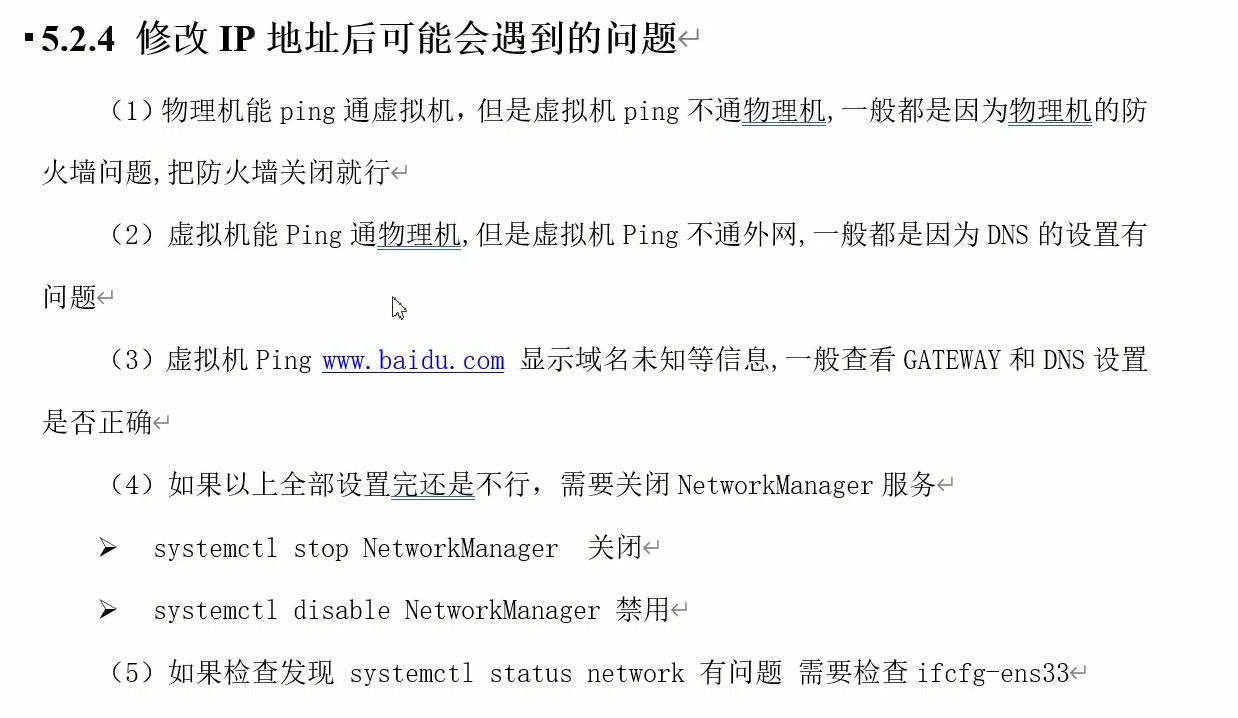 ▪5.2.4 修改 IP 地址后可能会遇到的问题↵
（1）物理机能 ping 通虚拟机，但是虚拟机 ping 不通物理机,一般都是因为物理机的防
火墙问题,把防火墙关闭就行↵
（2）虚拟机能 Ping 通物理机,但是虚拟机 Ping 不通外网,一般都是因为 DNS 的设置有
问题↵
（3）虚拟机 Ping www.baidu.com 显示域名未知等信息,一般查看 GATEWAY 和 DNS 设置
是否正确↵
（4）如果以上全部设置完还是不行，需要关闭 NetworkManager 服务↵
➢ systemctl stop NetworkManager 关闭↵
➢ systemctl disable NetworkManager 禁用↵
（5）如果检查发现 systemctl status network 有问题 需要检查 ifcfg-ens33↵